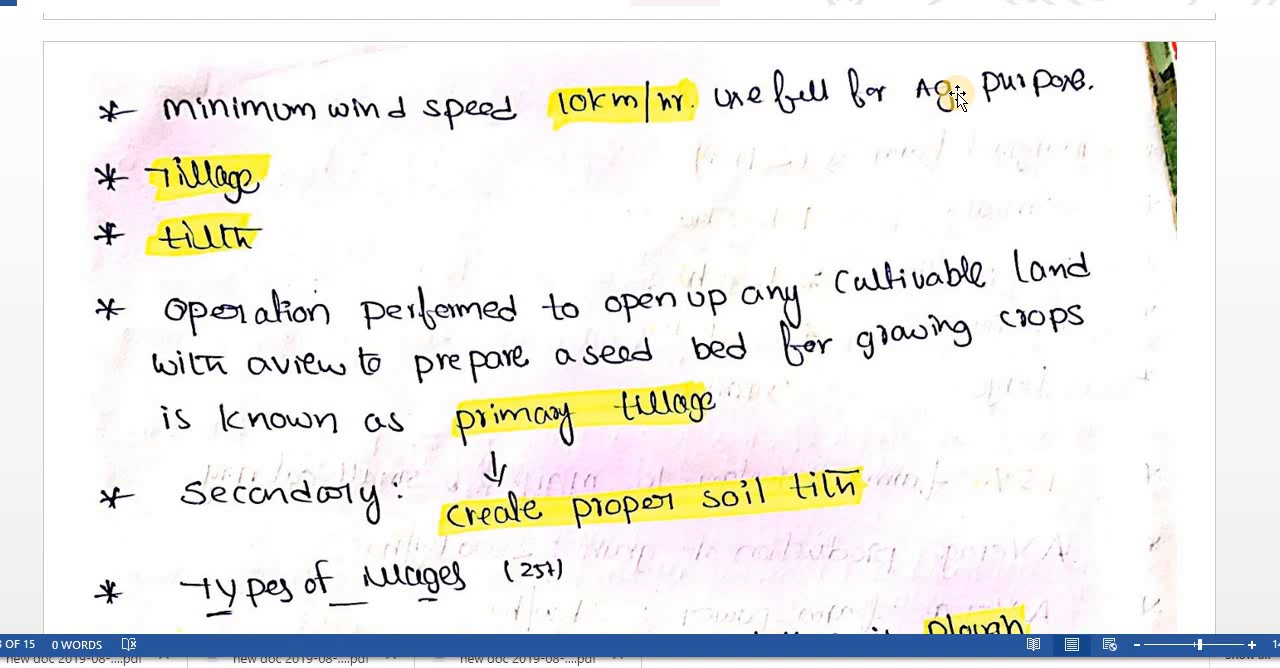 * minimum wind speed 10km/hr. usefull for Ag. purpose.
* Tillage
* tilth
* operation performed to open up any cultivable land
with a view to prepare a seed bed for growing crops
is known as primary tillage
↓
* secondary: create proper soil tilth
* Types of tillages (257)
plough
OF 15 0 WORDS
new doc 2019-08-....pdf new doc 2019-08-....pdf new doc 2019-08-....pdf